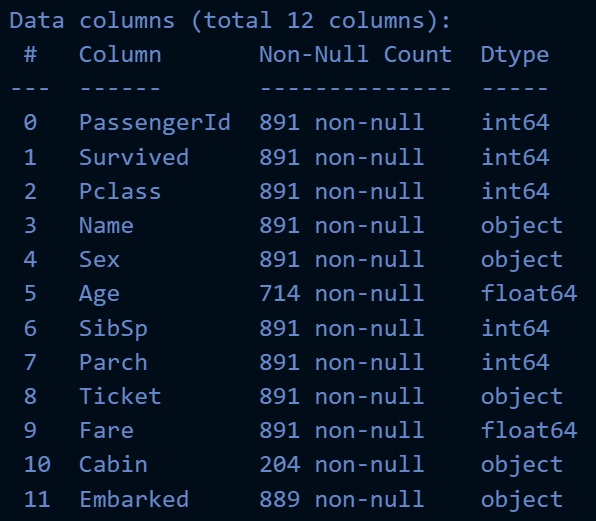 Data columns (total 12 columns):
 #   Column       Non-Null Count  Dtype
---  ------       --------------  -----
 0   PassengerId  891 non-null    int64
 1   Survived     891 non-null    int64
 2   Pclass       891 non-null    int64
 3   Name         891 non-null    object
 4   Sex          891 non-null    object
 5   Age          714 non-null    float64
 6   SibSp        891 non-null    int64
 7   Parch        891 non-null    int64
 8   Ticket       891 non-null    object
 9   Fare         891 non-null    float64
 10  Cabin        204 non-null    object
 11  Embarked     889 non-null    object